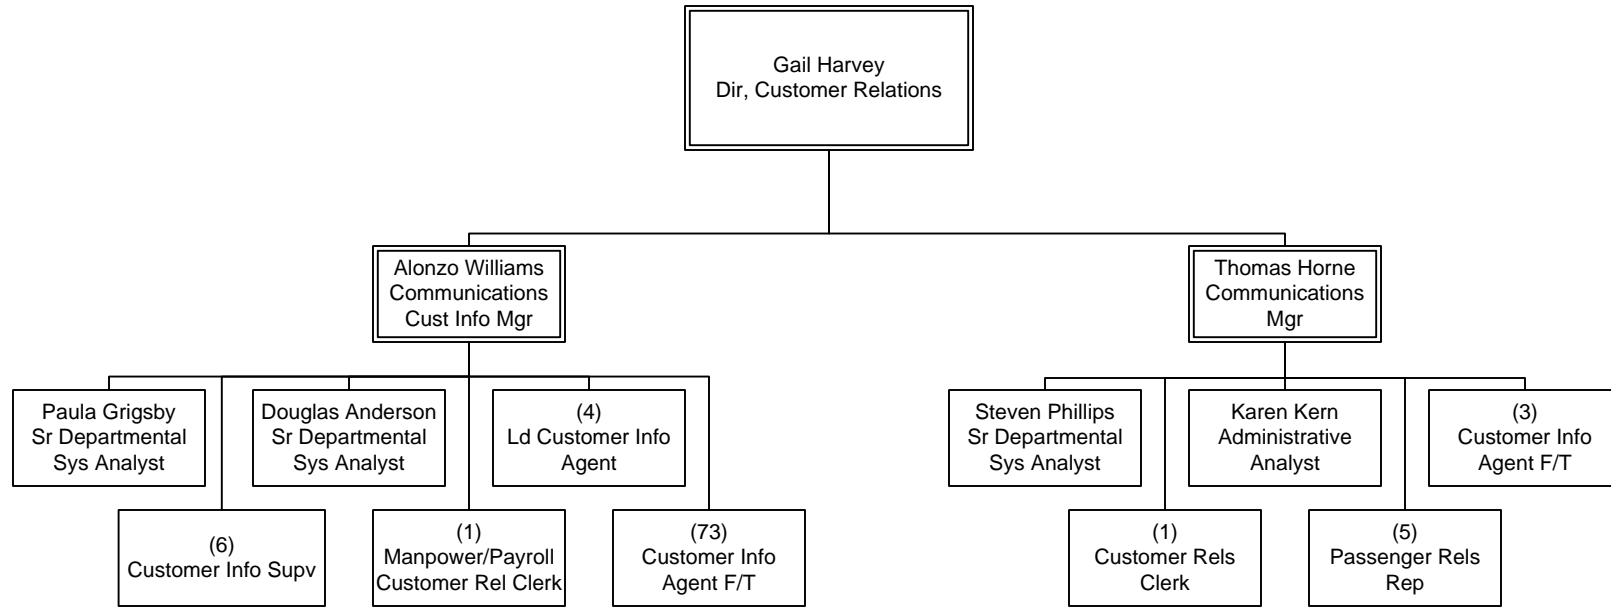 Gail Harvey
Dir, Customer Relations
Alonzo Williams
Communications
Cust Info Mgr
Thomas Horne
Communications
Mgr
Paula Grigsby
Sr Departmental
Sys Analyst
Douglas Anderson
Sr Departmental
Sys Analyst
(4)
Ld Customer Info
Agent
Steven Phillips
Sr Departmental
Sys Analyst
Karen Kern
Administrative
Analyst
(3)
Customer Info
Agent F/T
(6)
Customer Info Supv
(1)
Manpower/Payroll
Customer Rel Clerk
(73)
Customer Info
Agent F/T
(1)
Customer Rels
Clerk
(5)
Passenger Rels
Rep